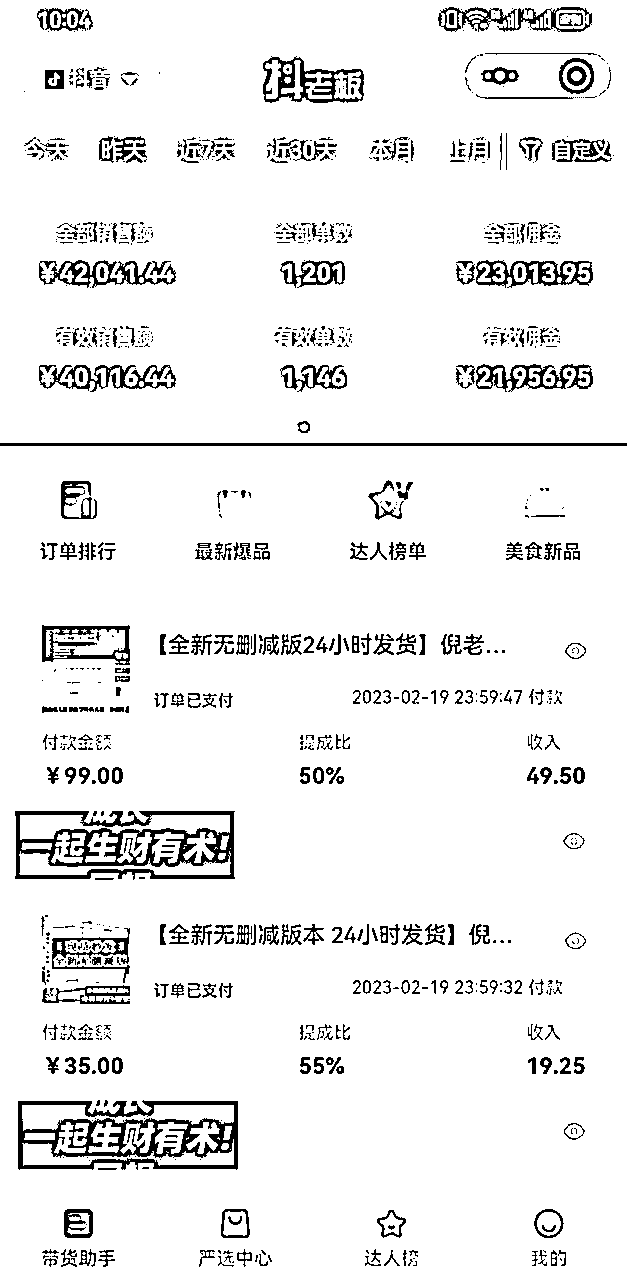 10:04
抖音
抖老板
今天 昨天 近7天 近30天 本月 上月 自定义
全部销售额 全部单数 全部佣金
¥42,041.44 1,201 ¥23,013.95
有效销售额 有效单数 有效佣金
¥40,116.44 1,146 ¥21,956.95
订单排行 最新爆品 达人榜单 美食新品
【全新无删减版24小时发货】倪老...
订单已支付 2023-02-19 23:59:47 付款
付款金额 提成比 收入
¥99.00 50% 49.50
成长
一起生财有术!
【全新无删减版本 24小时发货】倪...
订单已支付 2023-02-19 23:59:32 付款
付款金额 提成比 收入
¥35.00 55% 19.25
成长
一起生财有术!
带货助手 严选中心 达人榜 我的